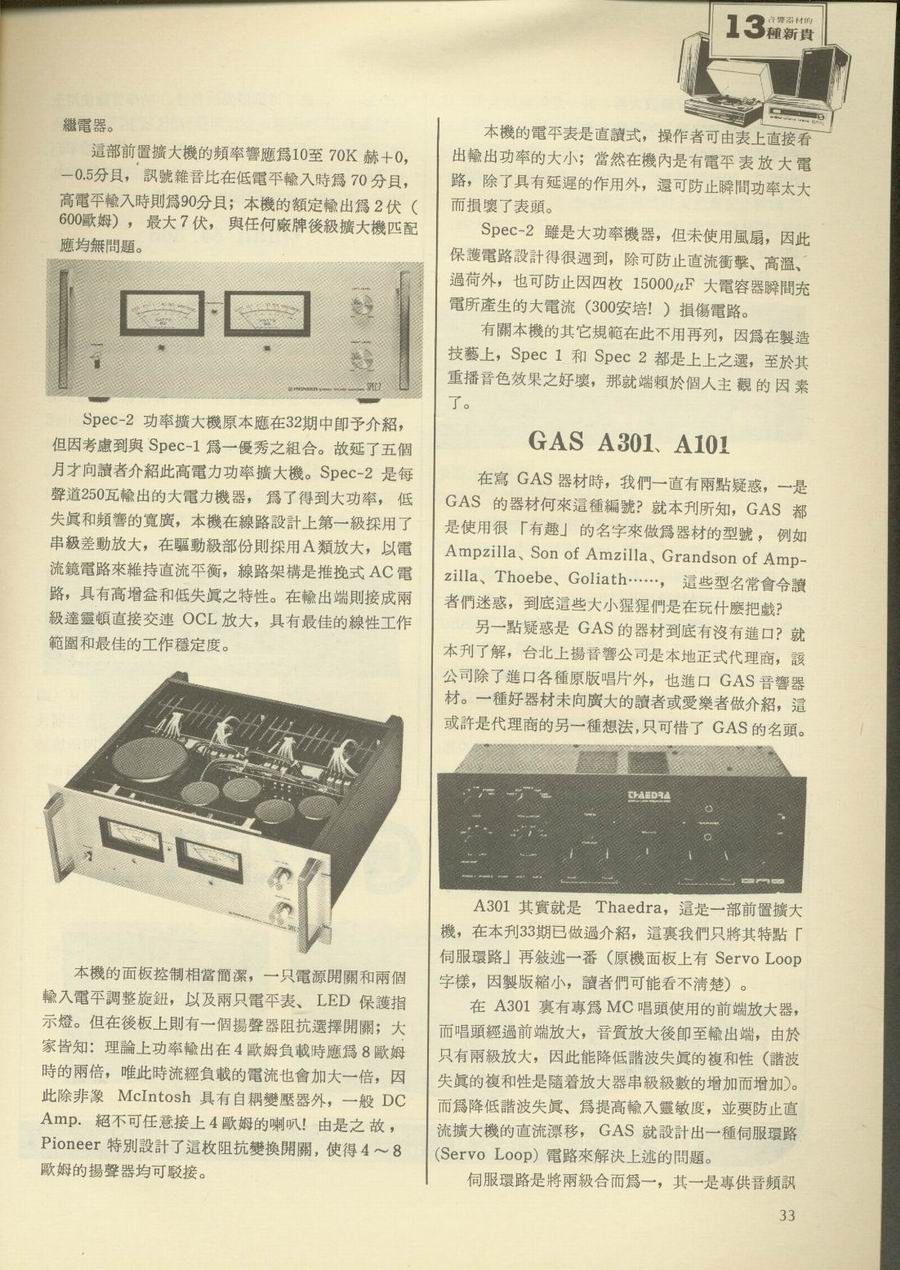 音響器材的
13種新貴
繼電器。
這部前置擴大機的頻率響應爲10至 70K 赫+0,
−0.5分貝，訊號雜音比在低電平輸入時爲 70 分貝，
高電平輸入時則爲90分貝；本機的額定輸出爲 2 伏（
600歐姆），最大 7 伏，與任何廠牌後級擴大機匹配
應均無問題。
Spec-2 功率擴大機原本應在32期中卽予介紹，
但因考慮到與 Spec-1 爲一優秀之組合。故延了五個
月才向讀者介紹此高電力功率擴大機。Spec-2 是每
聲道250瓦輸出的大電力機器，爲了得到大功率，低
失眞和頻響的寬廣，本機在線路設計上第一級採用了
串級差動放大，在驅動級部份則採用A類放大，以電
流鏡電路來維持直流平衡，線路架構是推挽式 AC 電
路，具有高增益和低失眞之特性。在輸出端則接成兩
級達靈頓直接交連 OCL 放大，具有最佳的線性工作
範圍和最佳的工作穩定度。
本機的面板控制相當簡潔，一只電源開關和兩個
輸入電平調整旋鈕，以及兩只電平表、LED 保護指
示燈。但在後板上則有一個揚聲器阻抗選擇開關；大
家皆知：理論上功率輸出在 4 歐姆負載時應爲 8 歐姆
時的兩倍，唯此時流經負載的電流也會加大一倍，因
此除非象 McIntosh 具有自耦變壓器外，一般 DC
Amp. 絕不可任意接上 4 歐姆的喇叭！由是之故，
Pioneer 特別設計了這枚阻抗變換開關，使得 4～8
歐姆的揚聲器均可駁接。
本機的電平表是直讀式，操作者可由表上直接看
出輸出功率的大小；當然在機內是有電平表放大電
路，除了具有延遲的作用外，還可防止瞬間功率太大
而損壞了表頭。
Spec-2 雖是大功率機器，但未使用風扇，因此
保護電路設計得很週到，除可防止直流衝擊、高溫、
過荷外，也可防止因四枚 15000μF 大電容器瞬間充
電所產生的大電流（300安培！）損傷電路。
有關本機的其它規範在此不用再列，因爲在製造
技藝上，Spec 1 和 Spec 2 都是上上之選，至於其
重播音色效果之好壞，那就端賴於個人主觀的因素
了。
GAS A301、A101
在寫 GAS 器材時，我們一直有兩點疑惑，一是
GAS 的器材何來這種編號？就本刊所知，GAS 都
是使用很「有趣」的名字來做爲器材的型號，例如
Ampzilla、Son of Amzilla、Grandson of Amp-
zilla、Thoebe、Goliath……，這些型名常會令讀
者們迷惑，到底這些大小猩猩們是在玩什麼把戲？
另一點疑惑是 GAS 的器材到底有沒有進口？就
本刊了解，台北上揚音響公司是本地正式代理商，該
公司除了進口各種原版唱片外，也進口 GAS 音響器
材。一種好器材未向廣大的讀者或愛樂者做介紹，這
或許是代理商的另一種想法，只可惜了 GAS 的名頭。
THAEDRA
A301 其實就是 Thaedra，這是一部前置擴大
機，在本刊33期已做過介紹，這裏我們只將其特點「
伺服環路」再敍述一番（原機面板上有 Servo Loop
字樣，因製版縮小，讀者們可能看不清楚）。
在 A301 裏有專爲 MC 唱頭使用的前端放大器，
而唱頭經過前端放大，音質放大後卽至輸出端，由於
只有兩級放大，因此能降低諧波失眞的複和性（諧波
失眞的複和性是隨着放大器串級級數的增加而增加）。
而爲降低諧波失眞、爲提高輸入靈敏度，並要防止直
流擴大機的直流漂移，GAS 就設計出一種伺服環路
(Servo Loop) 電路來解決上述的問題。
伺服環路是將兩級合而爲一，其一是專供音頻訊
33